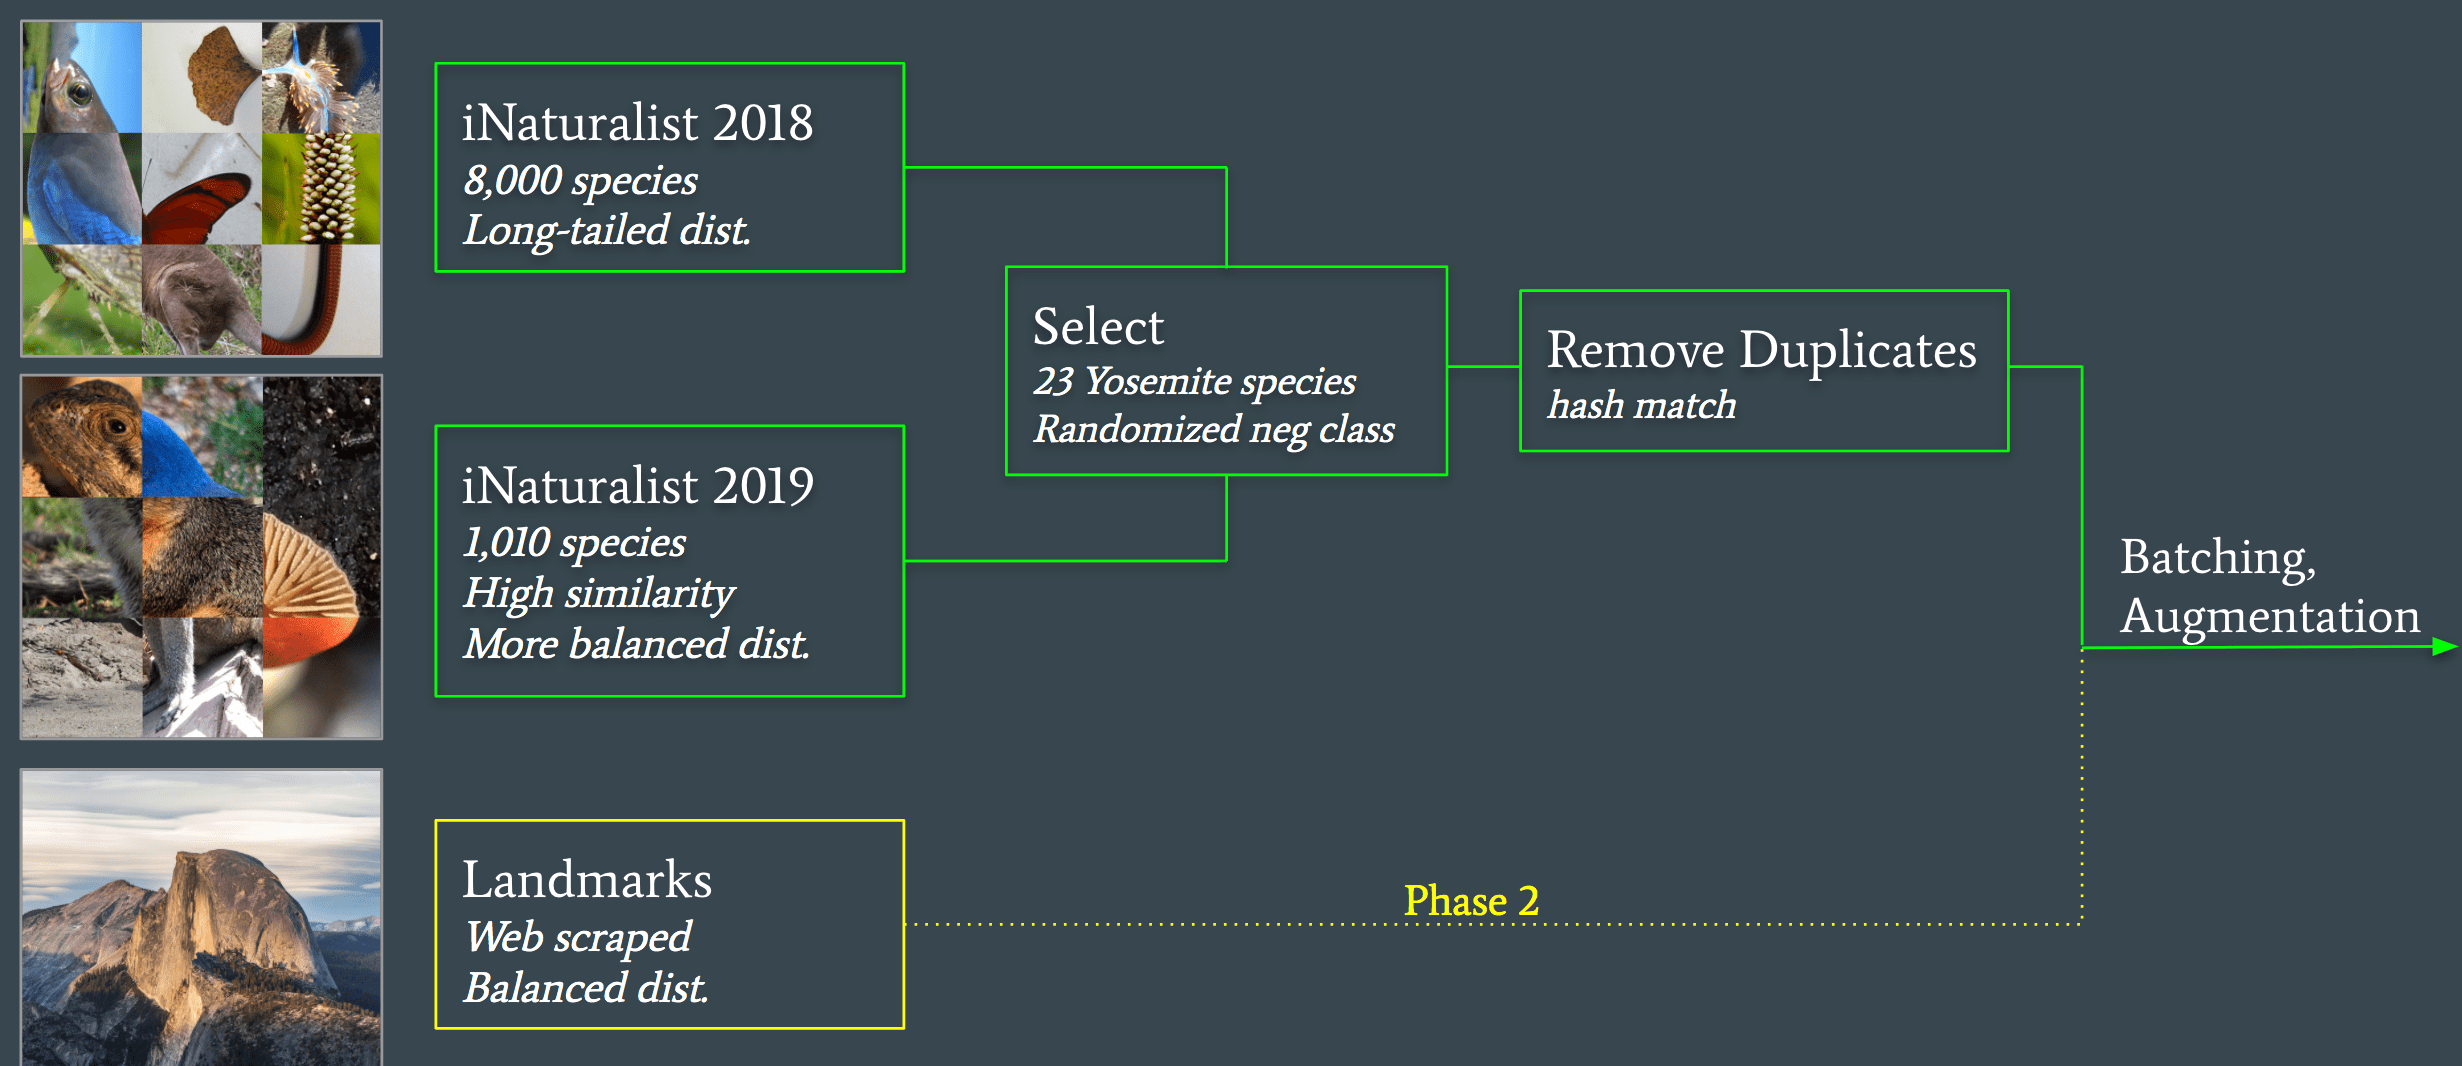 iNaturalist 2018
8,000 species
Long-tailed dist.
iNaturalist 2019
1,010 species
High similarity
More balanced dist.
Landmarks
Web scraped
Balanced dist.
Select
23 Yosemite species
Randomized neg class
Remove Duplicates
hash match
Batching,
Augmentation
Phase 2